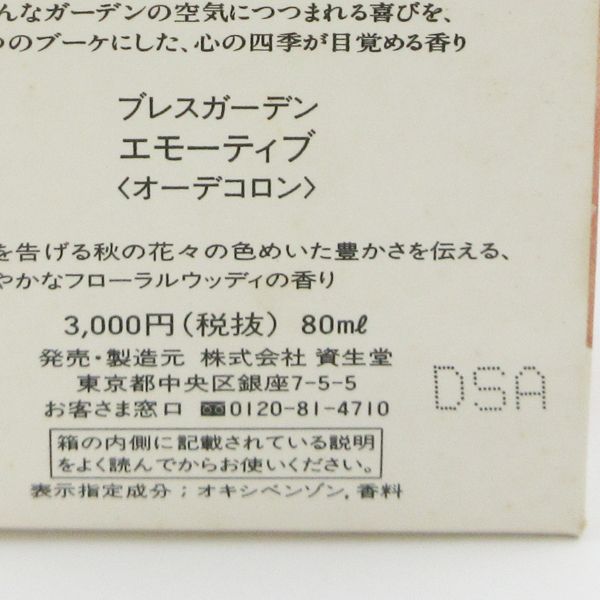 んなガーデンの空気につつまれる喜びを、
つのブーケにした、心の四季が目覚める香り
ブレスガーデン
エモーティブ
〈オーデコロン〉
を告げる秋の花々の色めいた豊かさを伝える、
やかなフローラルウッディの香り
3,000円(税抜) 80mℓ
発売・製造元 株式会社 資生堂
東京都中央区銀座7-5-5
お客さま窓口 0120-81-4710
DSA
箱の内側に記載されている説明
をよく読んでからお使いください。
表示指定成分;オキシベンゾン,香料